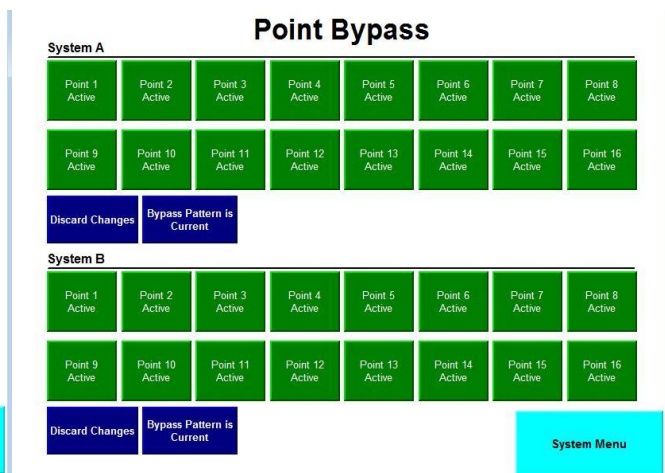 Point Bypass
System A
Point 1 Point 2 Point 3 Point 4 Point 5 Point 6 Point 7 Point 8
Active Active Active Active Active Active Active Active
Point 9 Point 10 Point 11 Point 12 Point 13 Point 14 Point 15 Point 16
Active Active Active Active Active Active Active Active
Discard Changes
Bypass Pattern is
Current
System B
Point 1 Point 2 Point 3 Point 4 Point 5 Point 6 Point 7 Point 8
Active Active Active Active Active Active Active Active
Point 9 Point 10 Point 11 Point 12 Point 13 Point 14 Point 15 Point 16
Active Active Active Active Active Active Active Active
Discard Changes
Bypass Pattern is
Current
System Menu